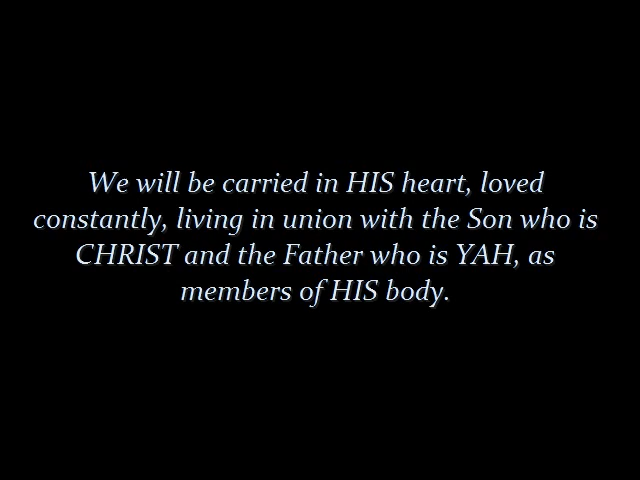 We will be carried in HIS heart, loved
constantly, living in union with the Son who is
CHRIST and the Father who is YAH, as
members of HIS body.